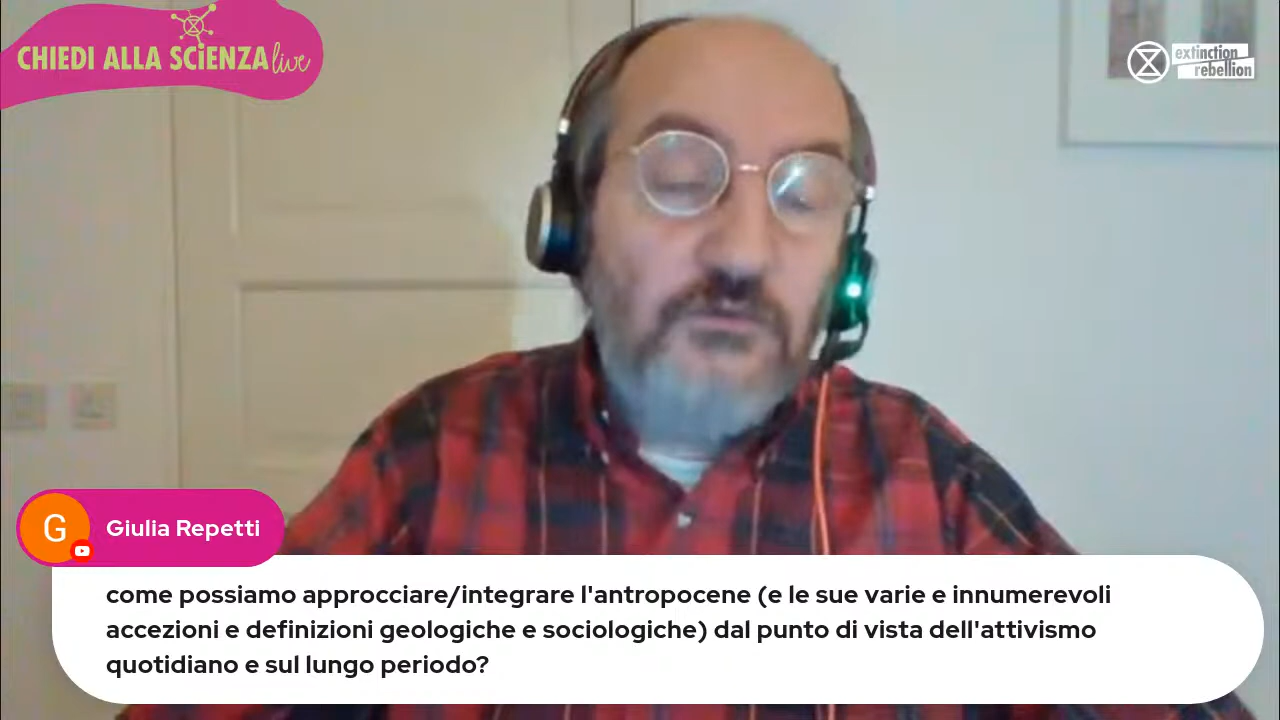 CHIEDI ALLA SCIENZA live
extinction
rebellion
G
Giulia Repetti
come possiamo approcciare/integrare l'antropocene (e le sue varie e innumerevoli
accezioni e definizioni geologiche e sociologiche) dal punto di vista dell'attivismo
quotidiano e sul lungo periodo?